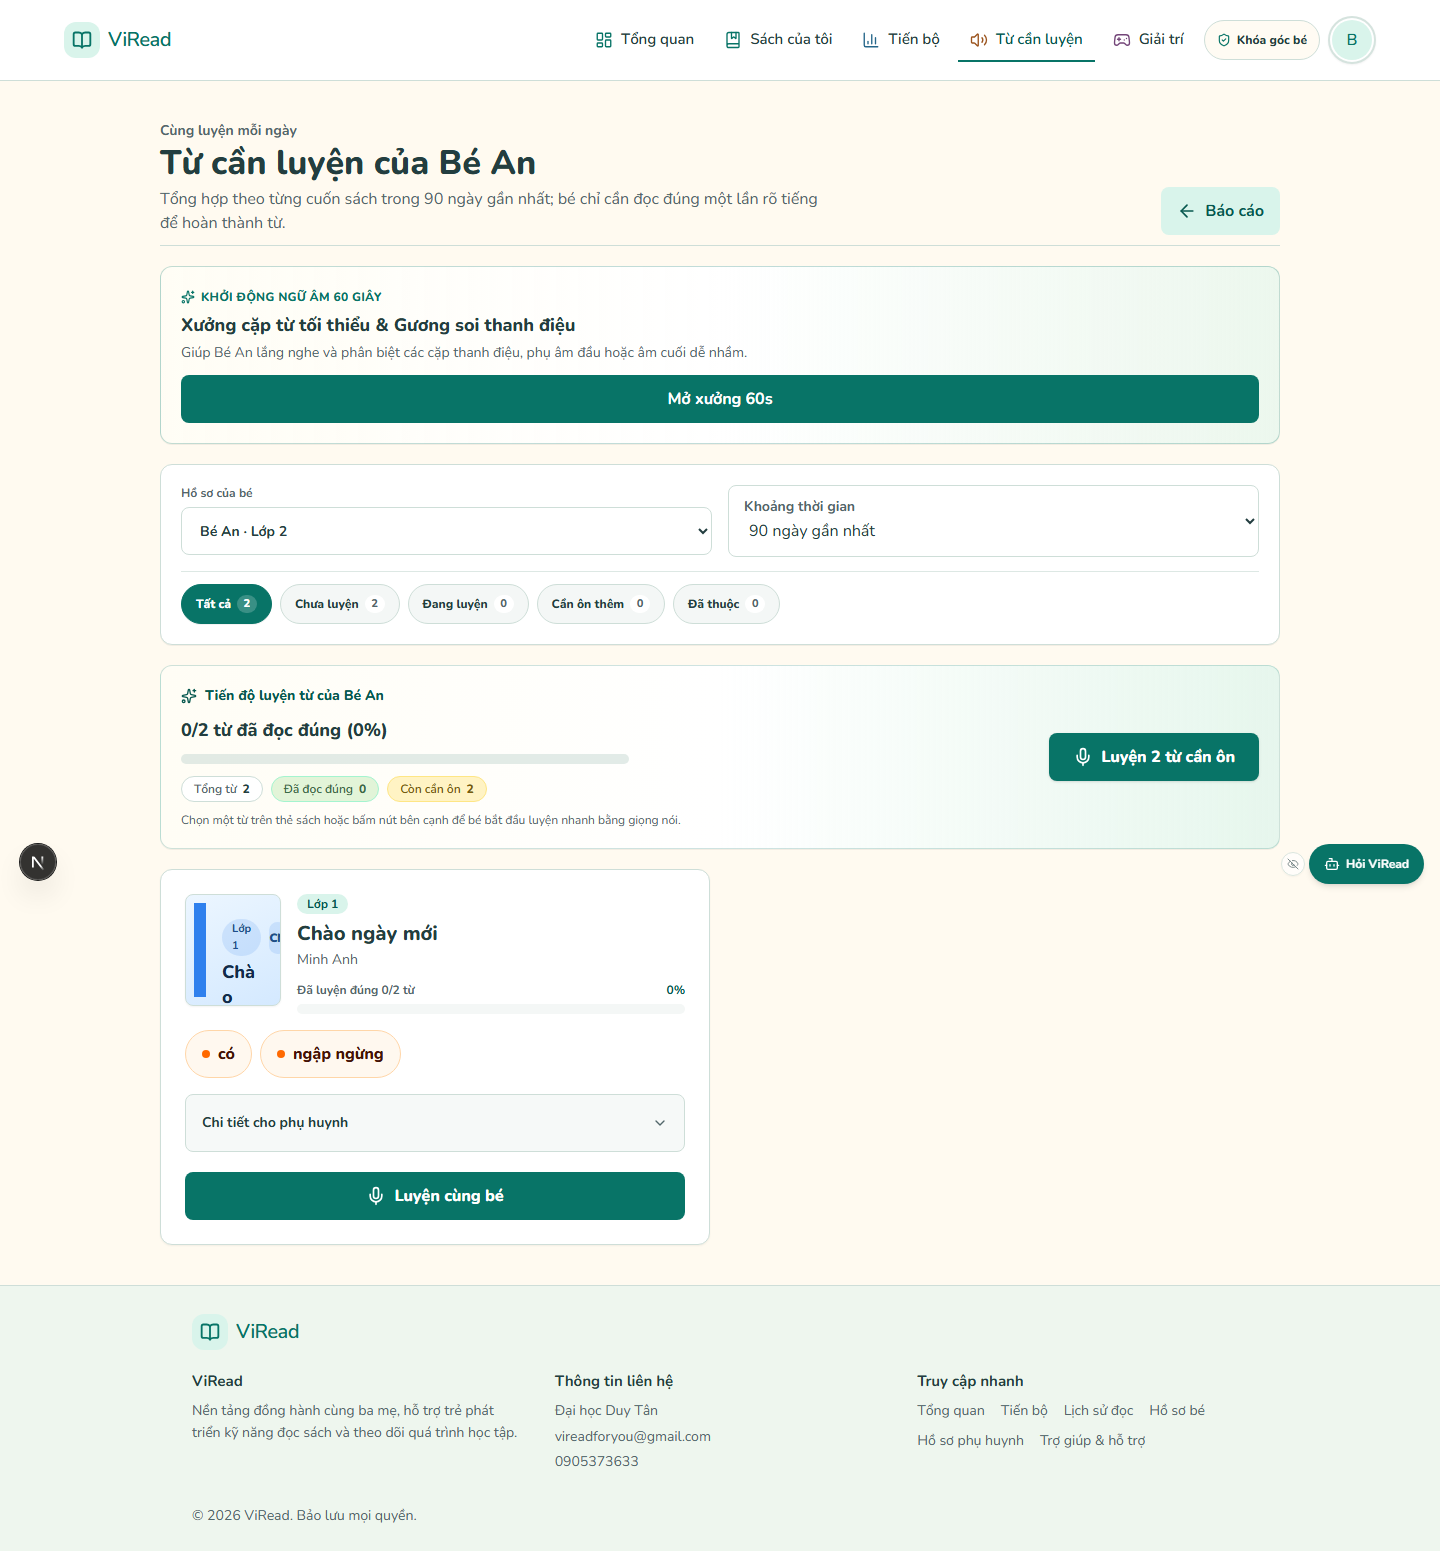 ViRead
Tổng quan
Sách của tôi
Tiến bộ
Từ cần luyện
Giải trí
Khóa góc bé
B
Cùng luyện mỗi ngày
Từ cần luyện của Bé An
Tổng hợp theo từng cuốn sách trong 90 ngày gần nhất; bé chỉ cần đọc đúng một lần rõ tiếng
để hoàn thành từ.
Báo cáo
KHỞI ĐỘNG NGỮ ÂM 60 GIÂY
Xưởng cặp từ tối thiểu & Gương soi thanh điệu
Giúp Bé An lắng nghe và phân biệt các cặp thanh điệu, phụ âm đầu hoặc âm cuối dễ nhầm.
Mở xưởng 60s
Hồ sơ của bé
Bé An · Lớp 2
Khoảng thời gian
90 ngày gần nhất
Tất cả 2
Chưa luyện 2
Đang luyện 0
Cần ôn thêm 0
Đã thuộc 0
Tiến độ luyện từ của Bé An
0/2 từ đã đọc đúng (0%)
Tổng từ 2
Đã đọc đúng 0
Còn cần ôn 2
Chọn một từ trên thẻ sách hoặc bấm nút bên cạnh để bé bắt đầu luyện nhanh bằng giọng nói.
Luyện 2 từ cần ôn
N
Hỏi ViRead
Lớp
1
Chà
o
Lớp 1
Chào ngày mới
Minh Anh
Đã luyện đúng 0/2 từ
0%
có
ngập ngừng
Chi tiết cho phụ huynh
Luyện cùng bé
ViRead
ViRead
Nền tảng đồng hành cùng ba mẹ, hỗ trợ trẻ phát
triển kỹ năng đọc sách và theo dõi quá trình học tập.
Thông tin liên hệ
Đại học Duy Tân
vireadforyou@gmail.com
0905373633
Truy cập nhanh
Tổng quan Tiến bộ Lịch sử đọc Hồ sơ bé
Hồ sơ phụ huynh Trợ giúp & hỗ trợ
© 2026 ViRead. Bảo lưu mọi quyền.